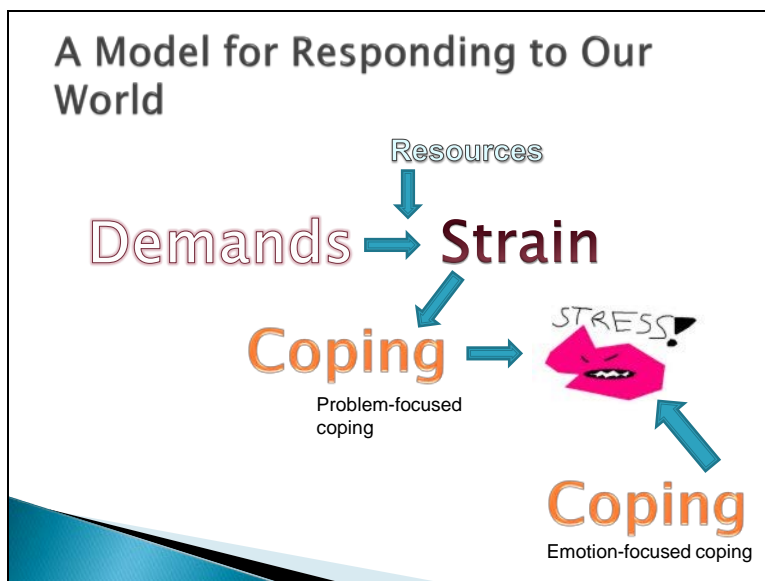 A Model for Responding to Our
World
Resources
Demands
Strain
Coping
Problem-focused
coping
STRESS!
Coping
Emotion-focused coping